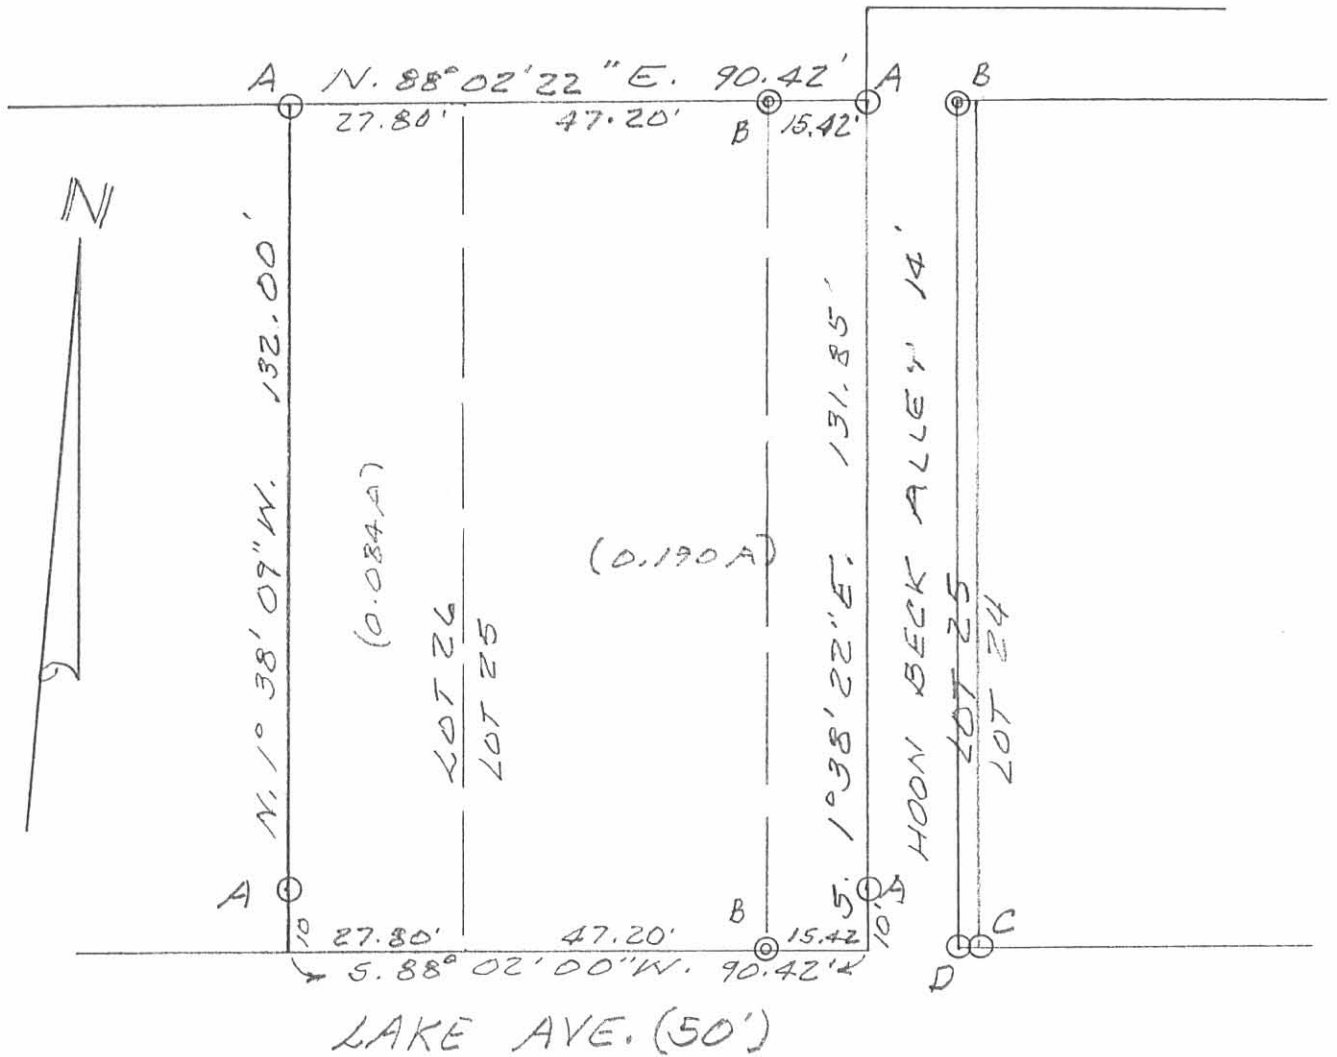 A N. 88° 02' 22" E. 90.42' A B
27.80' 47.20' B 15.42'
N
N. 1° 38' 09" W. 132.00'
(0.084 A)
LOT 26
LOT 25
(0.190 A)
S. 1° 38' 22" E. 131.85'
HOON BECK ALLEY 14'
LOT 25
LOT 24
A A
10 27.80' 47.20' B 15.42 10' C
S. 88° 02' 00" W. 90.42' D
LAKE AVE. (50')